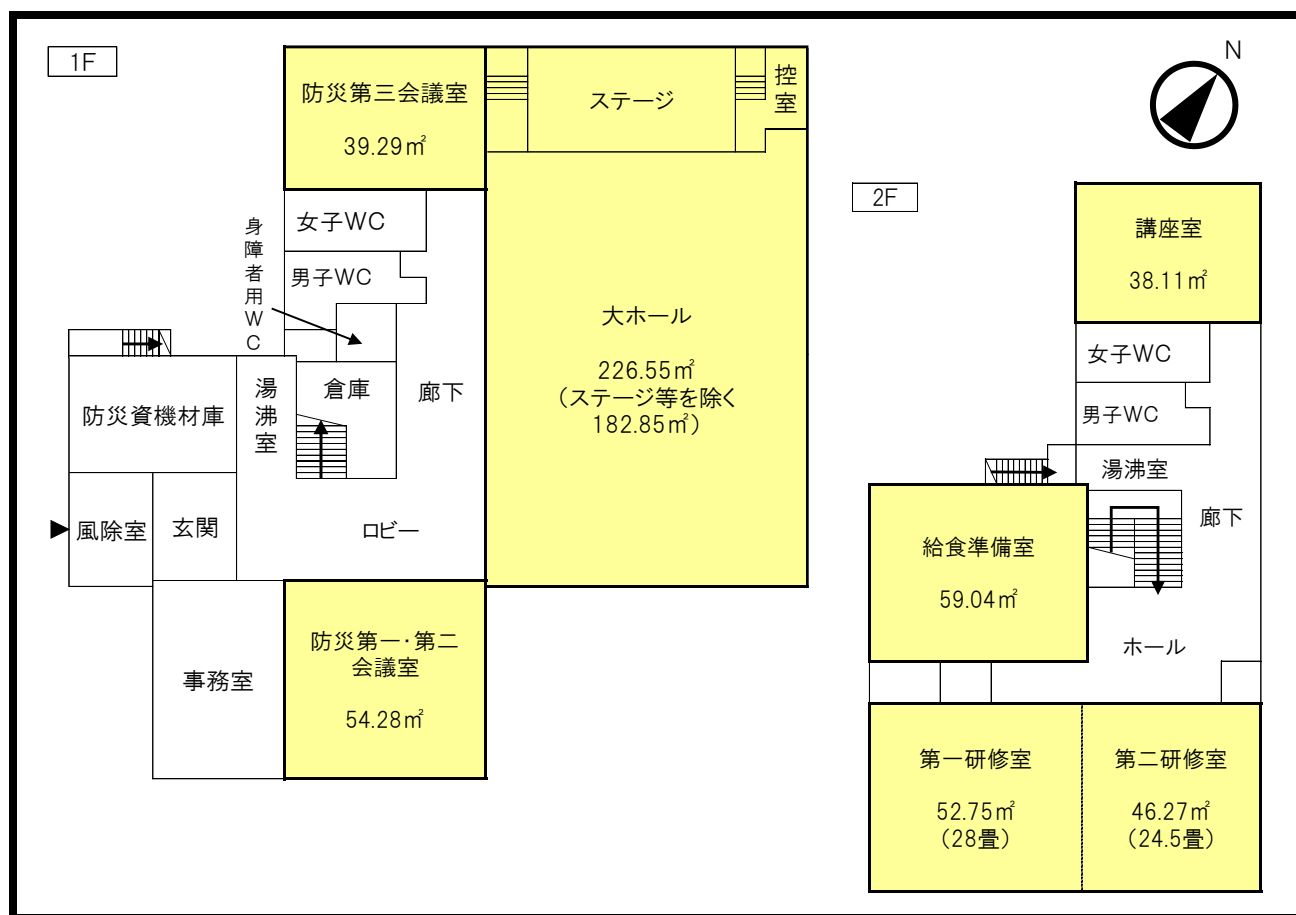 1F
防災第三会議室
39.29㎡
ステージ
控室
N
女子WC
身障者用WC
男子WC
大ホール
226.55㎡
（ステージ等を除く
182.85㎡）
防災資機材庫
湯沸室
倉庫
廊下
風除室
玄関
ロビー
事務室
防災第一・第二
会議室
54.28㎡
2F
講座室
38.11㎡
女子WC
男子WC
湯沸室
廊下
給食準備室
59.04㎡
ホール
第一研修室
52.75㎡
（28畳）
第二研修室
46.27㎡
（24.5畳）